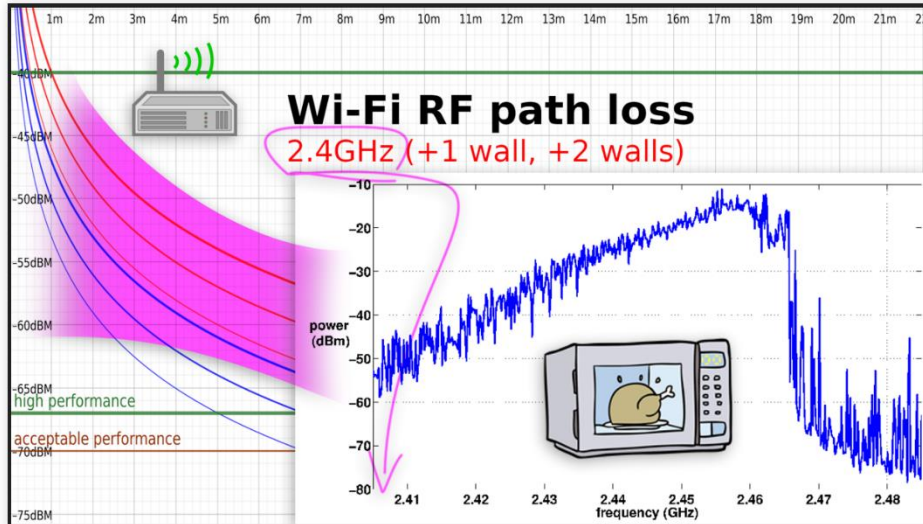 1m 2m 3m 4m 5m 6m 7m 8m 9m 10m 11m 12m 13m 14m 15m 16m 17m 18m 19m 20m 21m
-40dBM
Wi-Fi RF path loss
-45dBM
2.4GHz (+1 wall, +2 walls)
-50dBM
-55dBM
-60dBM
-65dBM
high performance
acceptable performance
-70dBM
-75dBM
−10
−20
−30
power
(dBm)
−40
−50
−60
−70
−80
2.41 2.42 2.43 2.44 2.45 2.46 2.47 2.48
frequency (GHz)